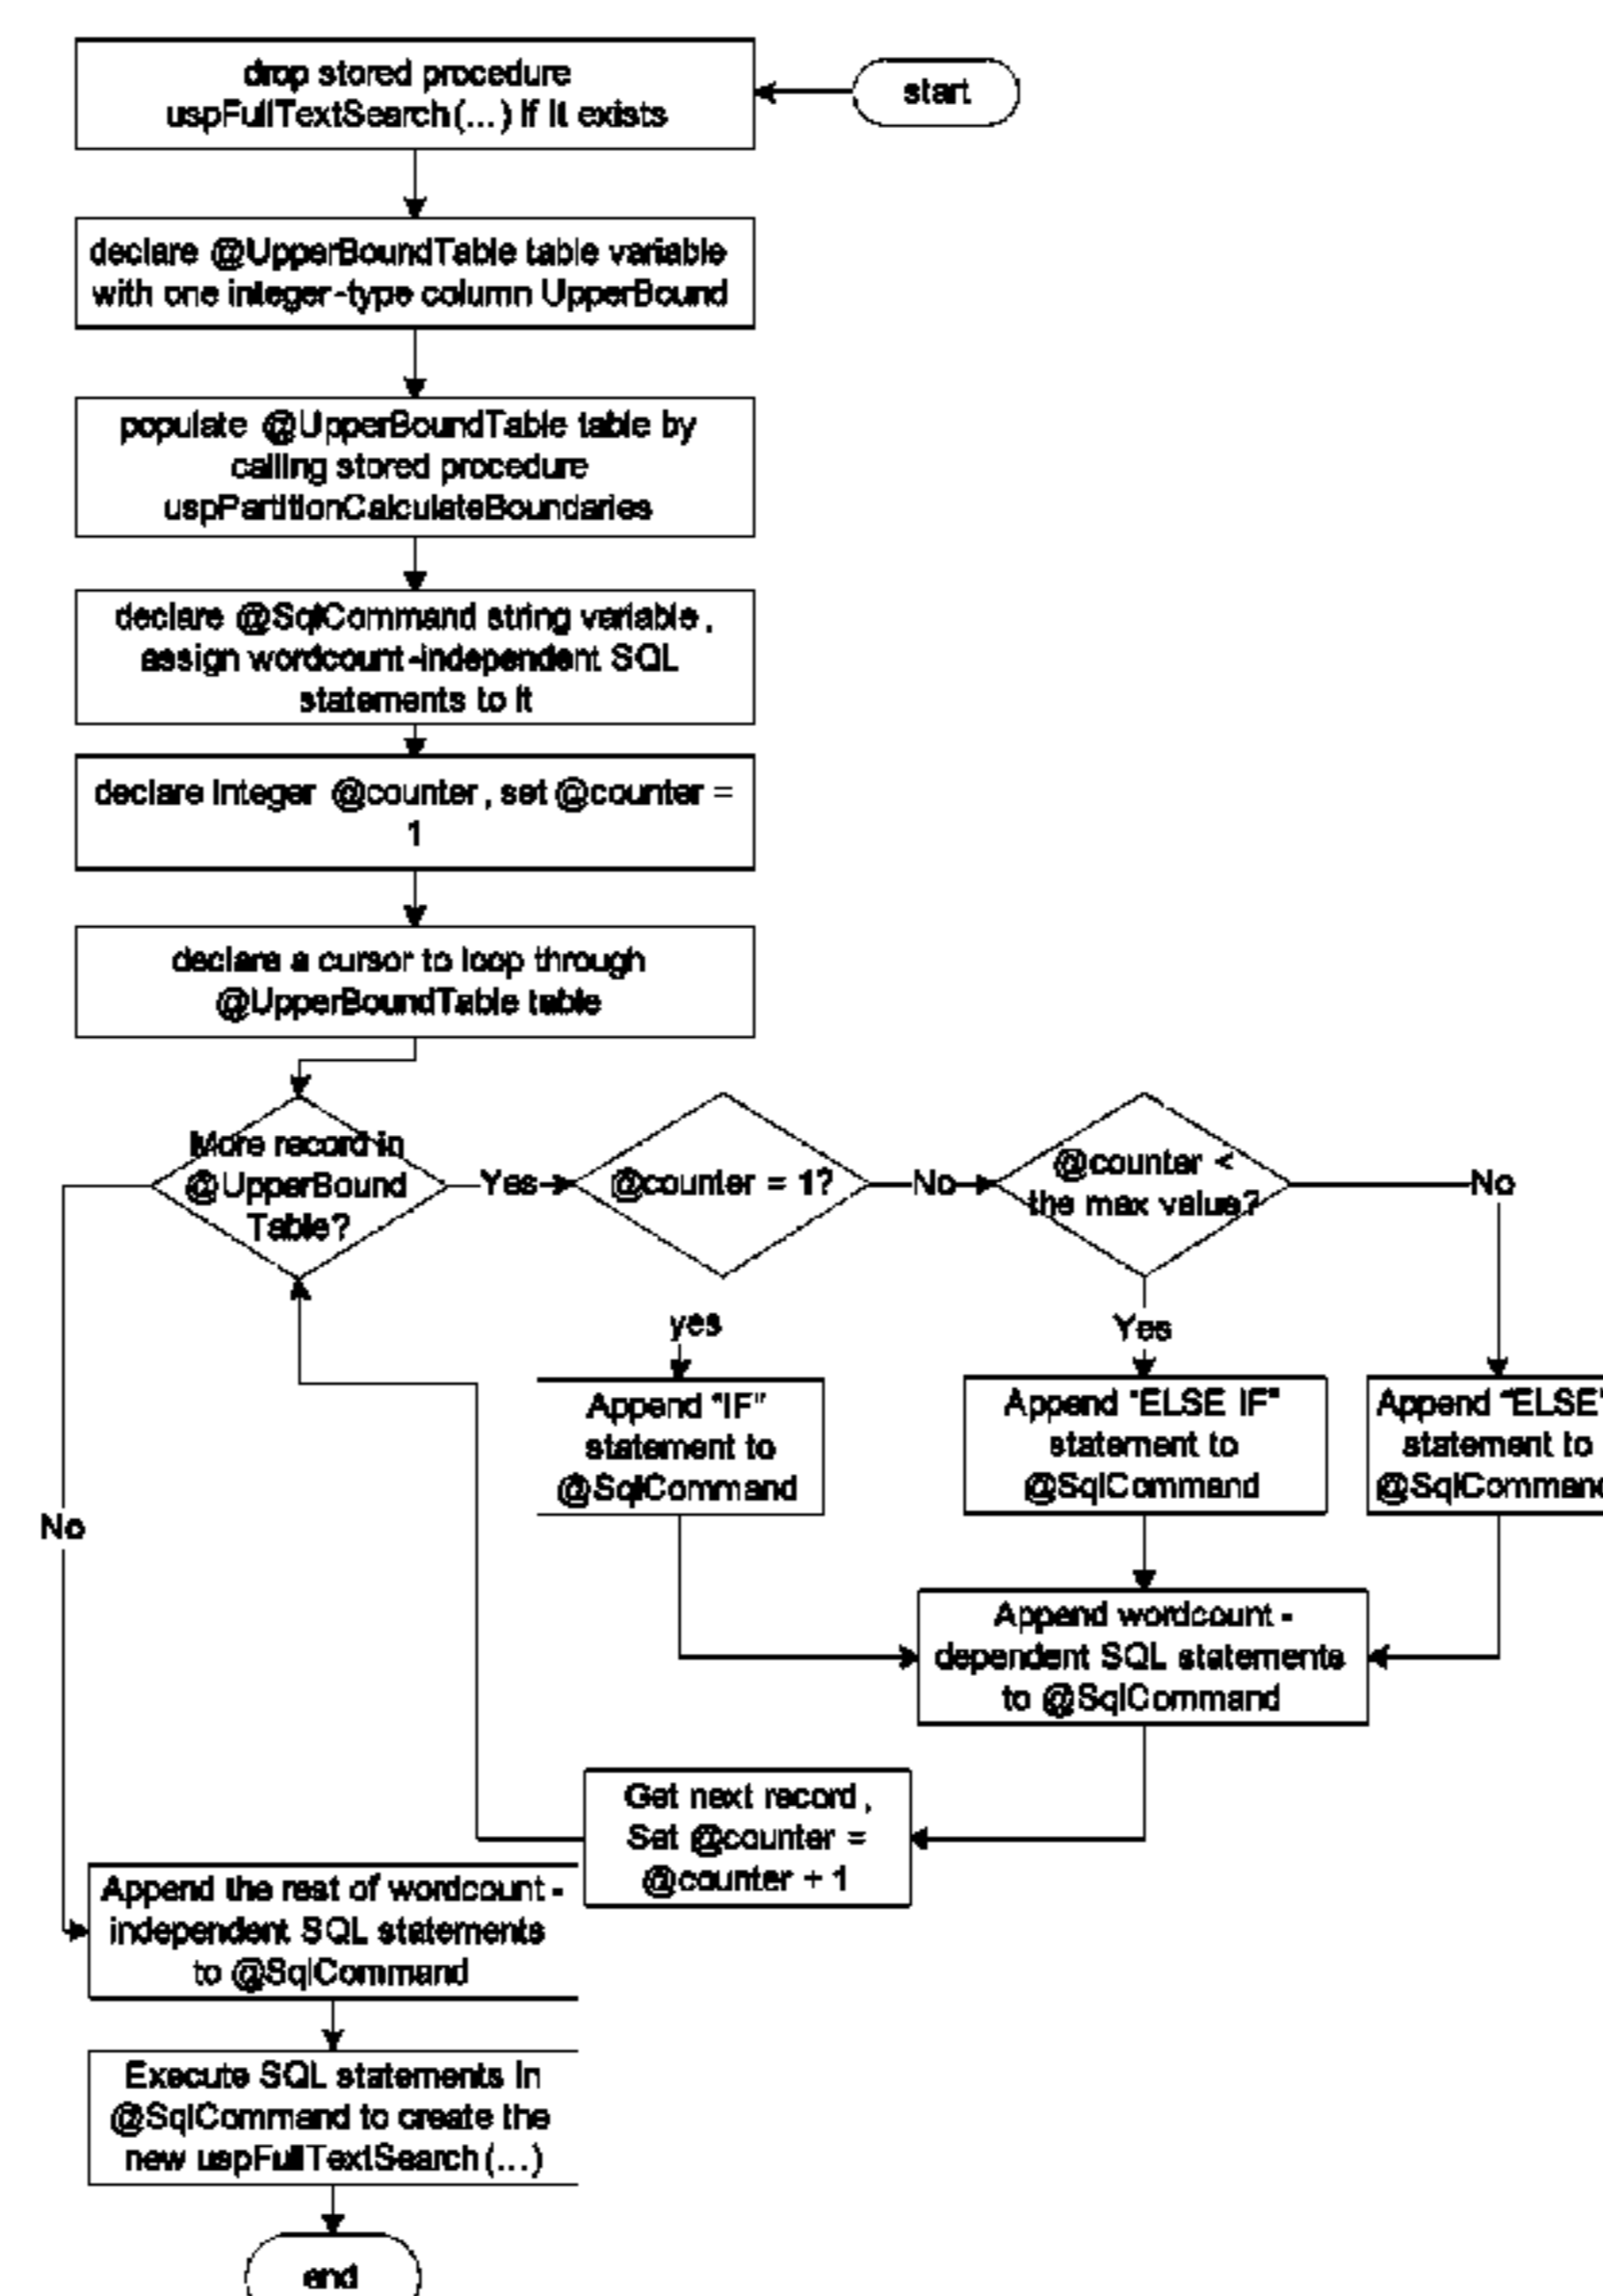 drop stored procedure
uspFullTextSearch(...) if it exists
start
declare @UpperBoundTable table variable
with one integer-type column UpperBound
populate @UpperBoundTable table by
calling stored procedure
uspPartitionCalculateBoundaries
declare @SqlCommand string variable,
assign wordcount-independent SQL
statements to it
declare integer @counter, set @counter =
1
declare a cursor to loop through
@UpperBoundTable table
More record in
@UpperBound
Table?
Yes
@counter = 1?
No
@counter <
the max value?
No
yes
Yes
Append "IF"
statement to
@SqlCommand
Append "ELSE IF"
statement to
@SqlCommand
Append "ELSE"
statement to
@SqlCommand
No
Append wordcount-
dependent SQL statements
to @SqlCommand
Get next record,
Set @counter =
@counter + 1
Append the rest of wordcount-
independent SQL statements
to @SqlCommand
Execute SQL statements in
@SqlCommand to create the
new uspFullTextSearch(...)
end